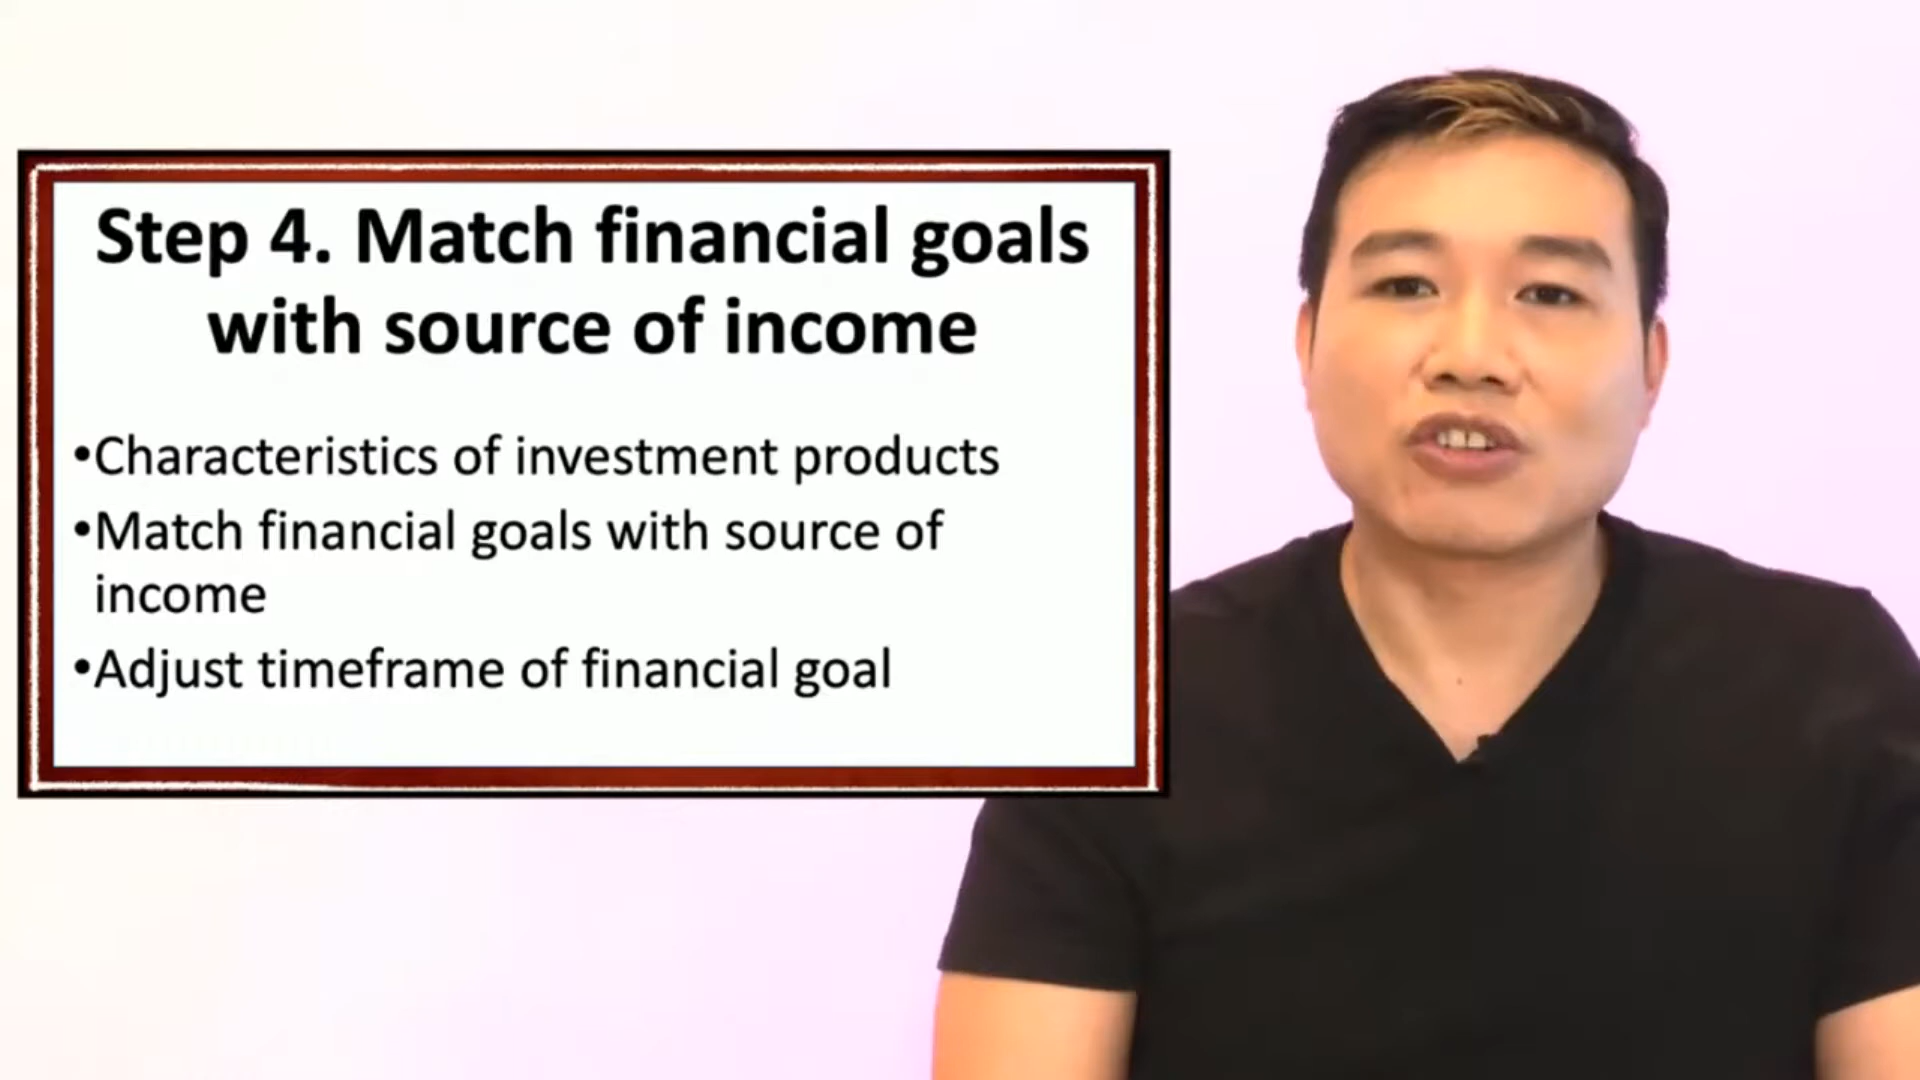 Step 4. Match financial goals
with source of income
•Characteristics of investment products
•Match financial goals with source of
income
•Adjust timeframe of financial goal